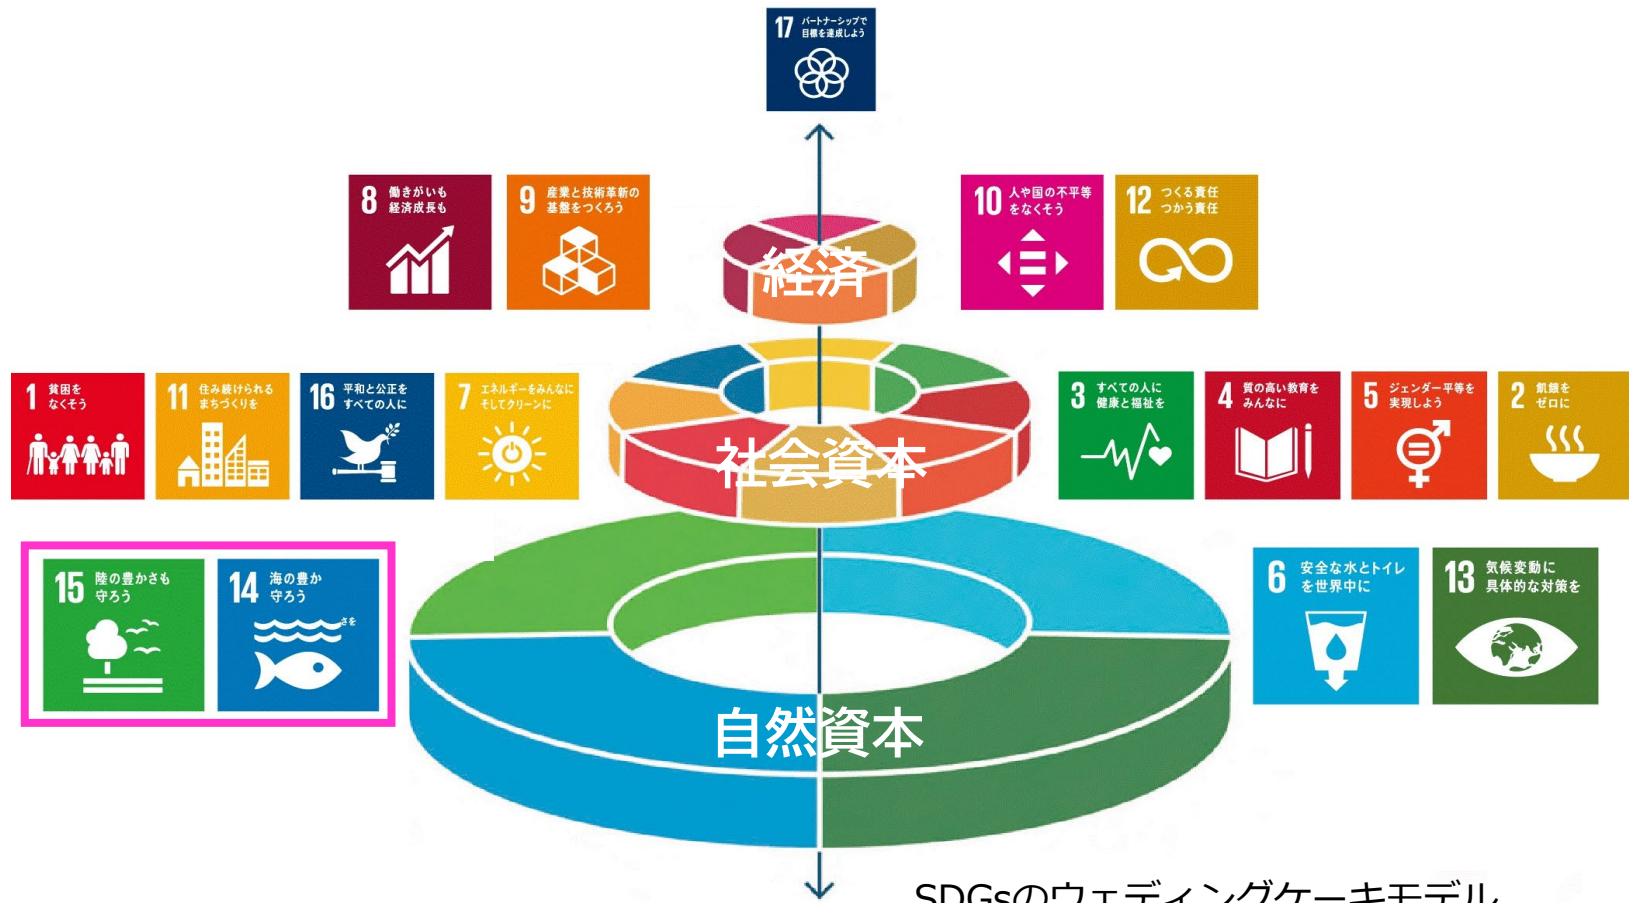 17 パートナーシップで
目標を達成しよう
8 働きがいも
経済成長も
9 産業と技術革新の
基盤をつくろう
10 人や国の不平等
をなくそう
12 つくる責任
つかう責任
経済
1 貧困を
なくそう
11 住み続けられる
まちづくりを
16 平和と公正を
すべての人に
7 エネルギーをみんなに
そしてクリーンに
3 すべての人に
健康と福祉を
4 質の高い教育を
みんなに
5 ジェンダー平等を
実現しよう
2 飢餓を
ゼロに
社会資本
15 陸の豊かさも
守ろう
14 海の豊か
守ろう
さを
6 安全な水とトイレ
を世界中に
13 気候変動に
具体的な対策を
自然資本
SDGsのウェディングケーキモデル